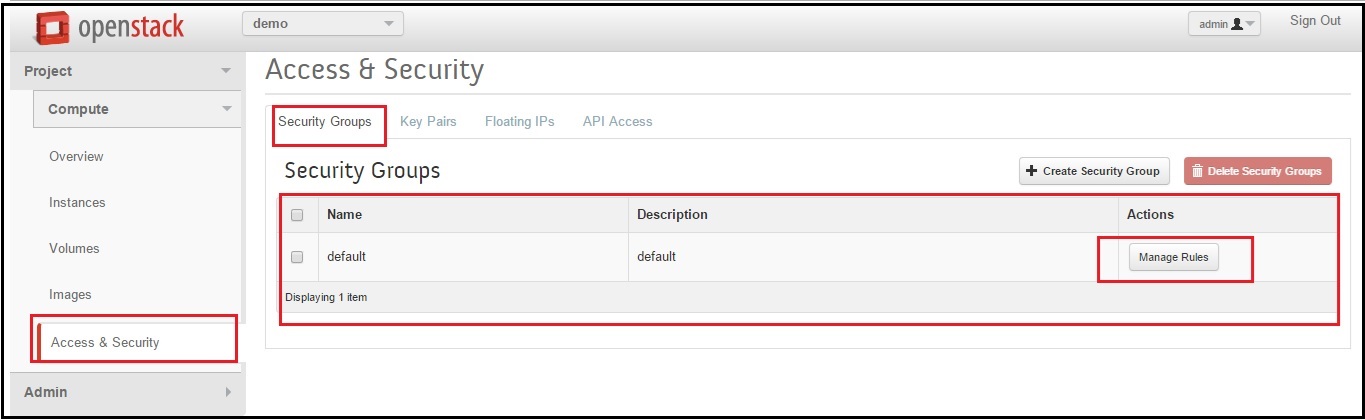 openstack
demo
admin
Sign Out
Project
Compute
Overview
Instances
Volumes
Images
Access & Security
Admin
Access & Security
Security Groups Key Pairs Floating IPs API Access
Security Groups
Create Security Group Delete Security Groups
Name Description Actions
default default Manage Rules
Displaying 1 item